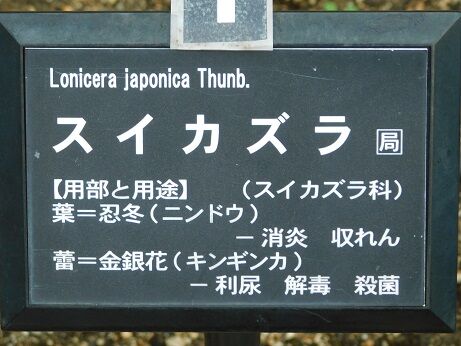 Lonicera japonica Thunb.
スイカズラ 局
【用部と用途】 (スイカズラ科)
葉＝忍冬(ニンドウ)
－消炎 収れん
蕾＝金銀花(キンギンカ)
－利尿 解毒 殺菌